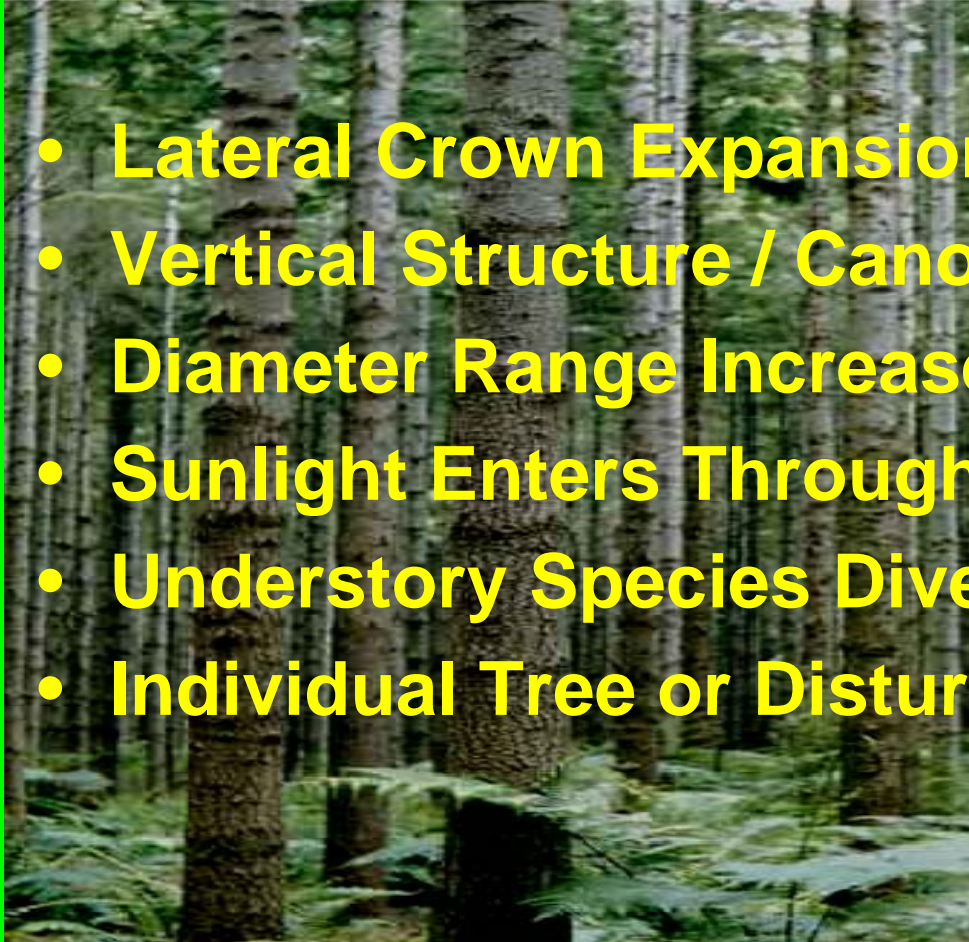 • Lateral Crown Expansion
• Vertical Structure / Cano
• Diameter Range Increase
• Sunlight Enters Through
• Understory Species Dive
• Individual Tree or Distur